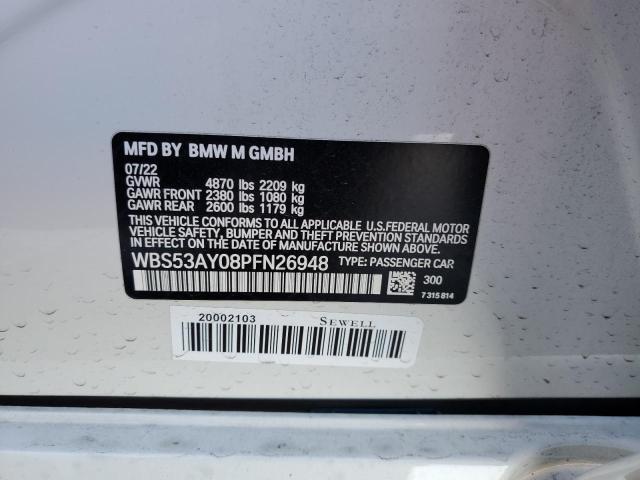 MFD BY BMW M GMBH
07/22
GVWR 4870 lbs 2209 kg
GAWR FRONT 2380 lbs 1080 kg
GAWR REAR 2600 lbs 1179 kg
THIS VEHICLE CONFORMS TO ALL APPLICABLE U.S.FEDERAL MOTOR
VEHICLE SAFETY, BUMPER AND THEFT PREVENTION STANDARDS IN
EFFECT ON THE DATE OF MANUFACTURE SHOWN ABOVE.
WBS53AY08PFN26948 TYPE: PASSENGER CAR
300
7315814
20002103 SEWELL